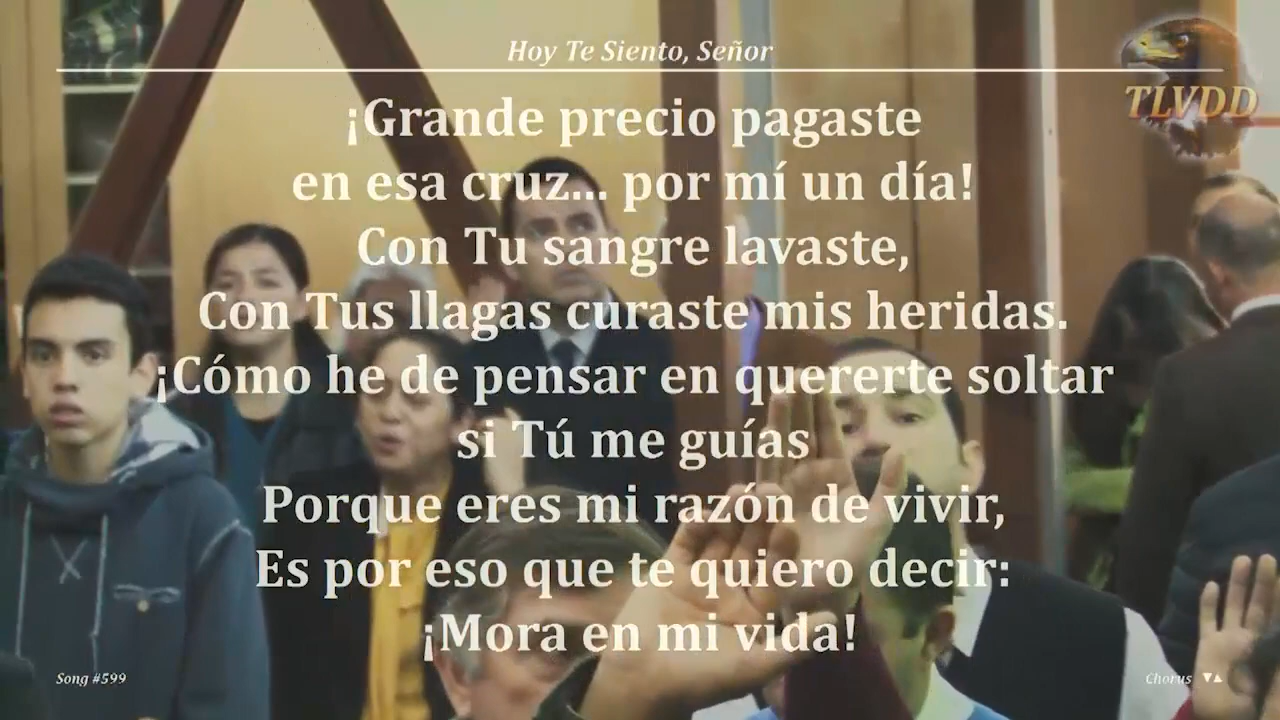 Hoy Te Siento, Señor
TLVDD
¡Grande precio pagaste
en esa cruz... por mí un día!
Con Tu sangre lavaste,
Con Tus llagas curaste mis heridas.
¡Cómo he de pensar en quererte soltar
si Tú me guías
Porque eres mi razón de vivir,
Es por eso que te quiero decir:
¡Mora en mi vida!
Song #599
Chorus ▼▲